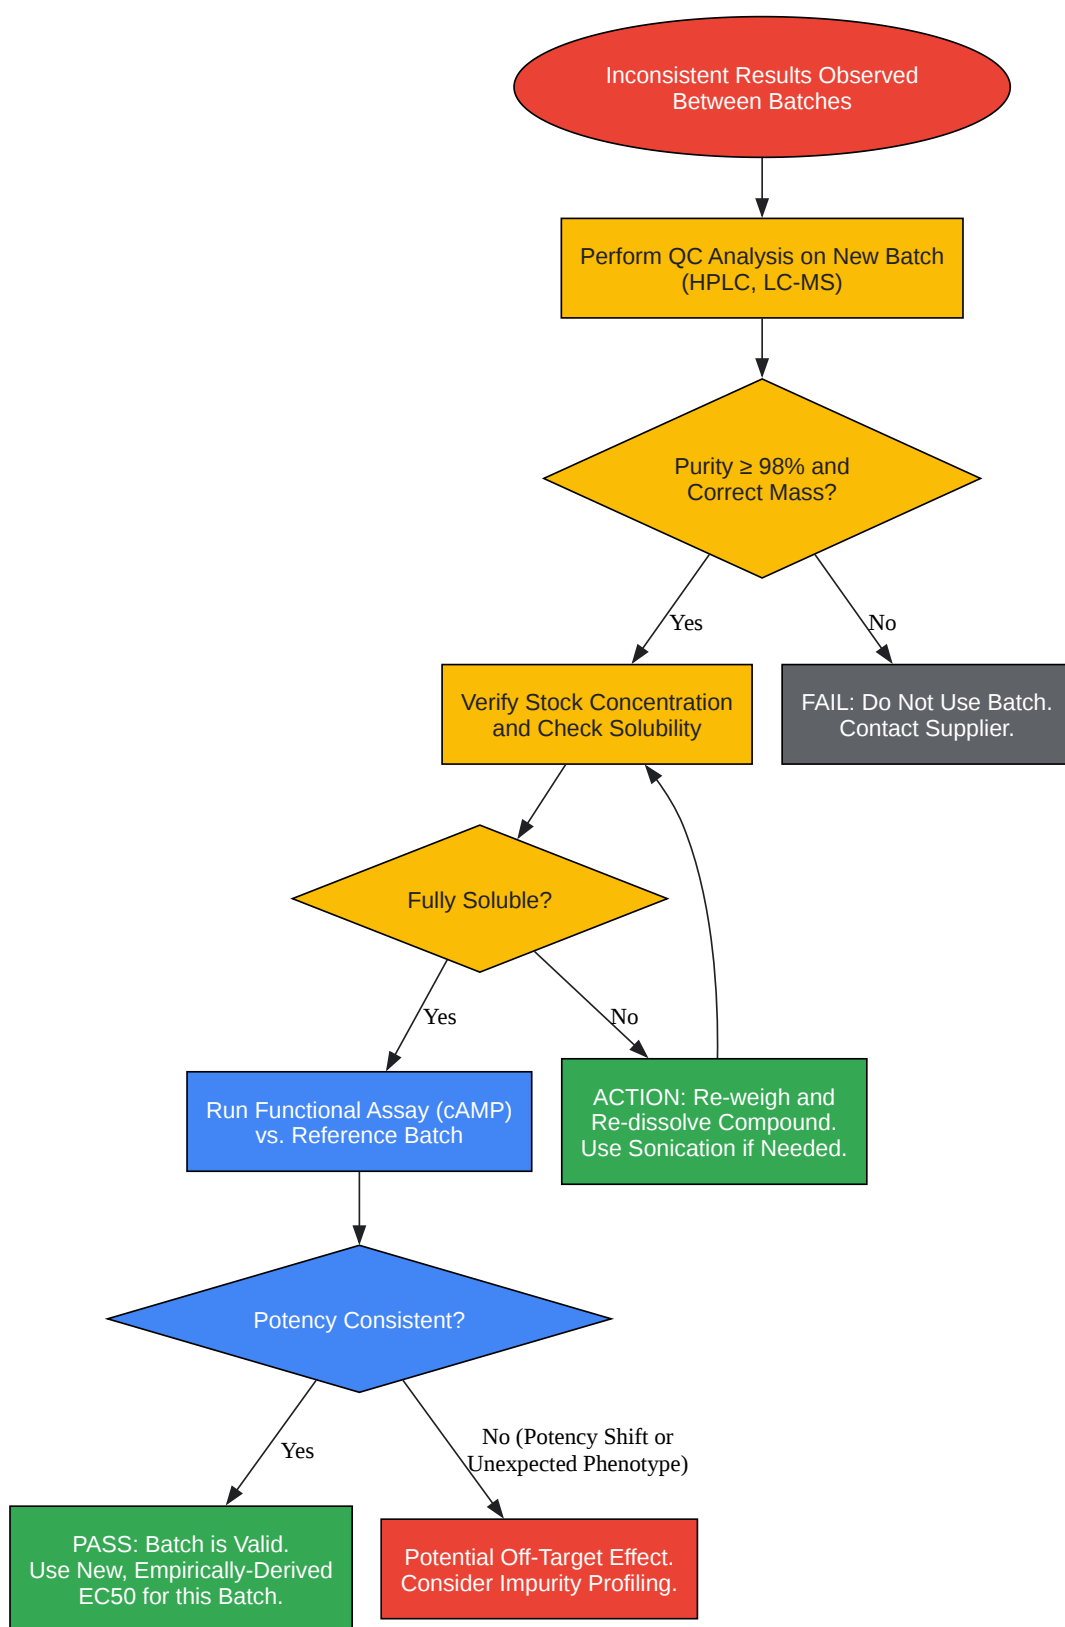 Inconsistent Results Observed
Between Batches
Perform QC Analysis on New Batch
(HPLC, LC-MS)
Purity ≥ 98% and
Correct Mass?
Yes
No
Verify Stock Concentration
and Check Solubility
FAIL: Do Not Use Batch.
Contact Supplier.
Fully Soluble?
Yes
No
Run Functional Assay (cAMP)
vs. Reference Batch
ACTION: Re-weigh and
Re-dissolve Compound.
Use Sonication if Needed.
Potency Consistent?
Yes
No (Potency Shift or
Unexpected Phenotype)
PASS: Batch is Valid.
Use New, Empirically-Derived
EC50 for this Batch.
Potential Off-Target Effect.
Consider Impurity Profiling.